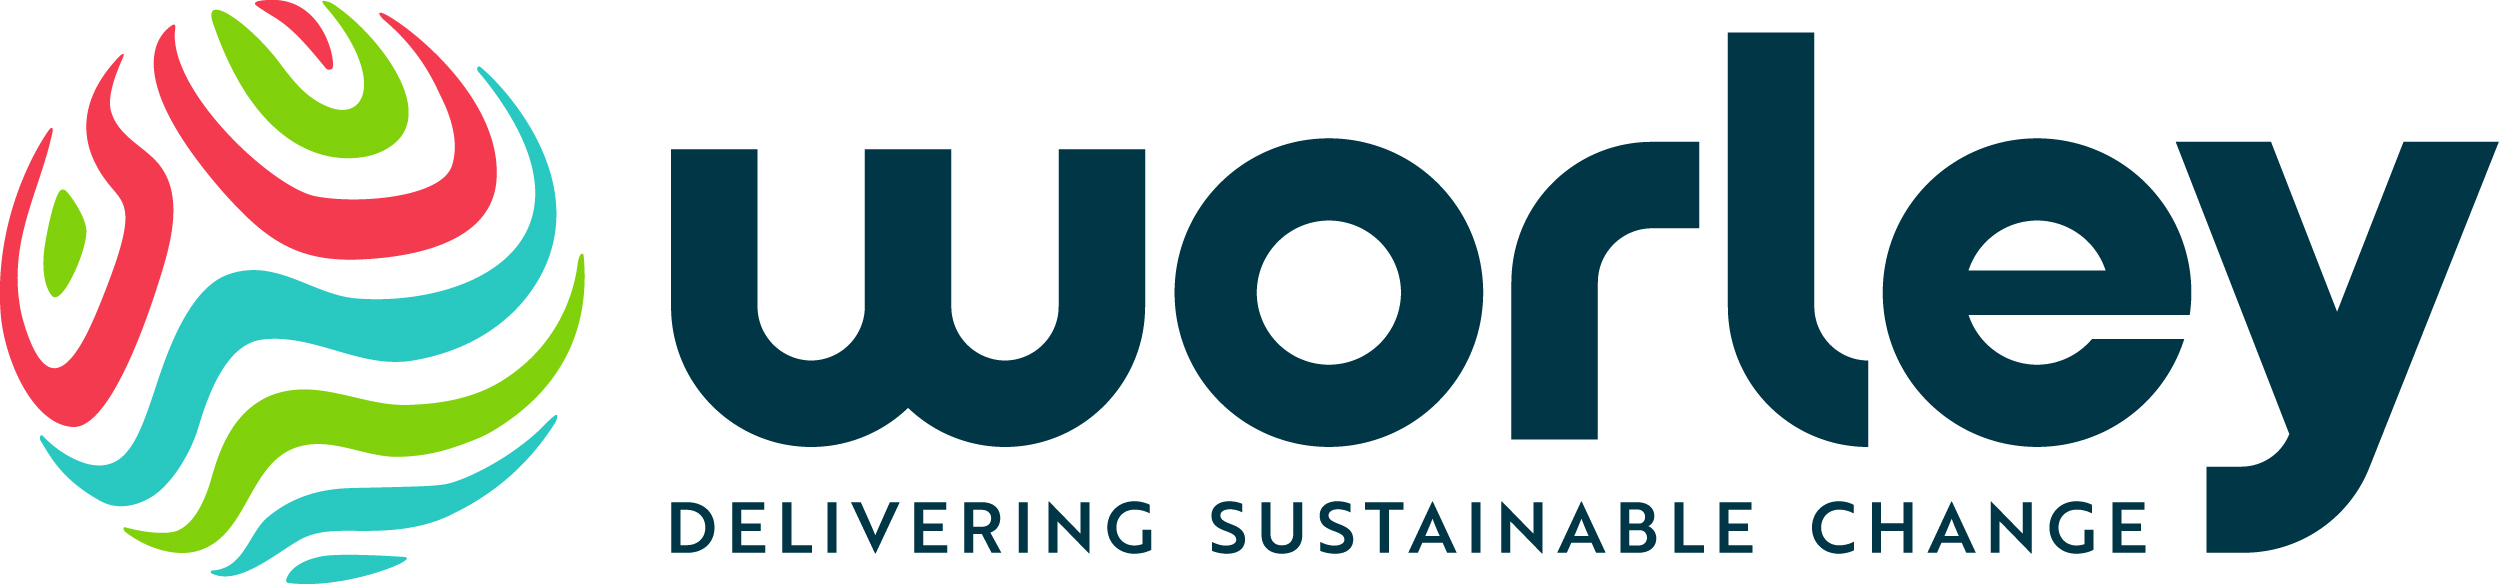 worley
DELIVERING SUSTAINABLE CHANGE